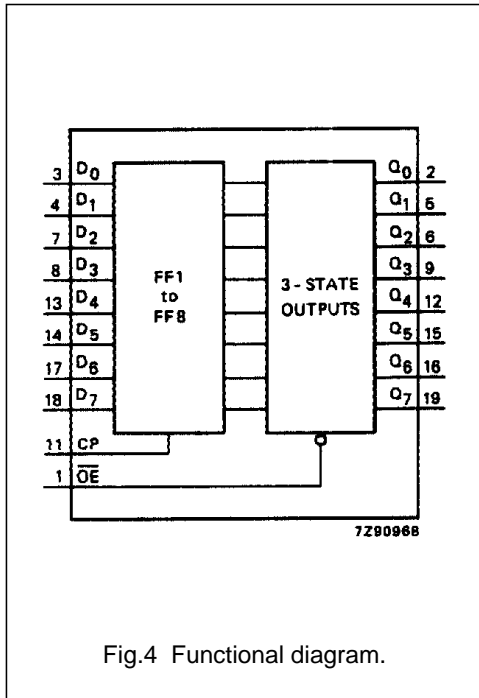 3 D0 Q0 2
4 D1 Q1 5
7 D2 Q2 6
8 D3 FF1 3-STATE Q3 9
13 D4 to OUTPUTS Q4 12
14 D5 FF8 Q5 15
17 D6 Q6 16
18 D7 Q7 19
11 CP
1 O̅E̅
7Z90968
Fig.4 Functional diagram.